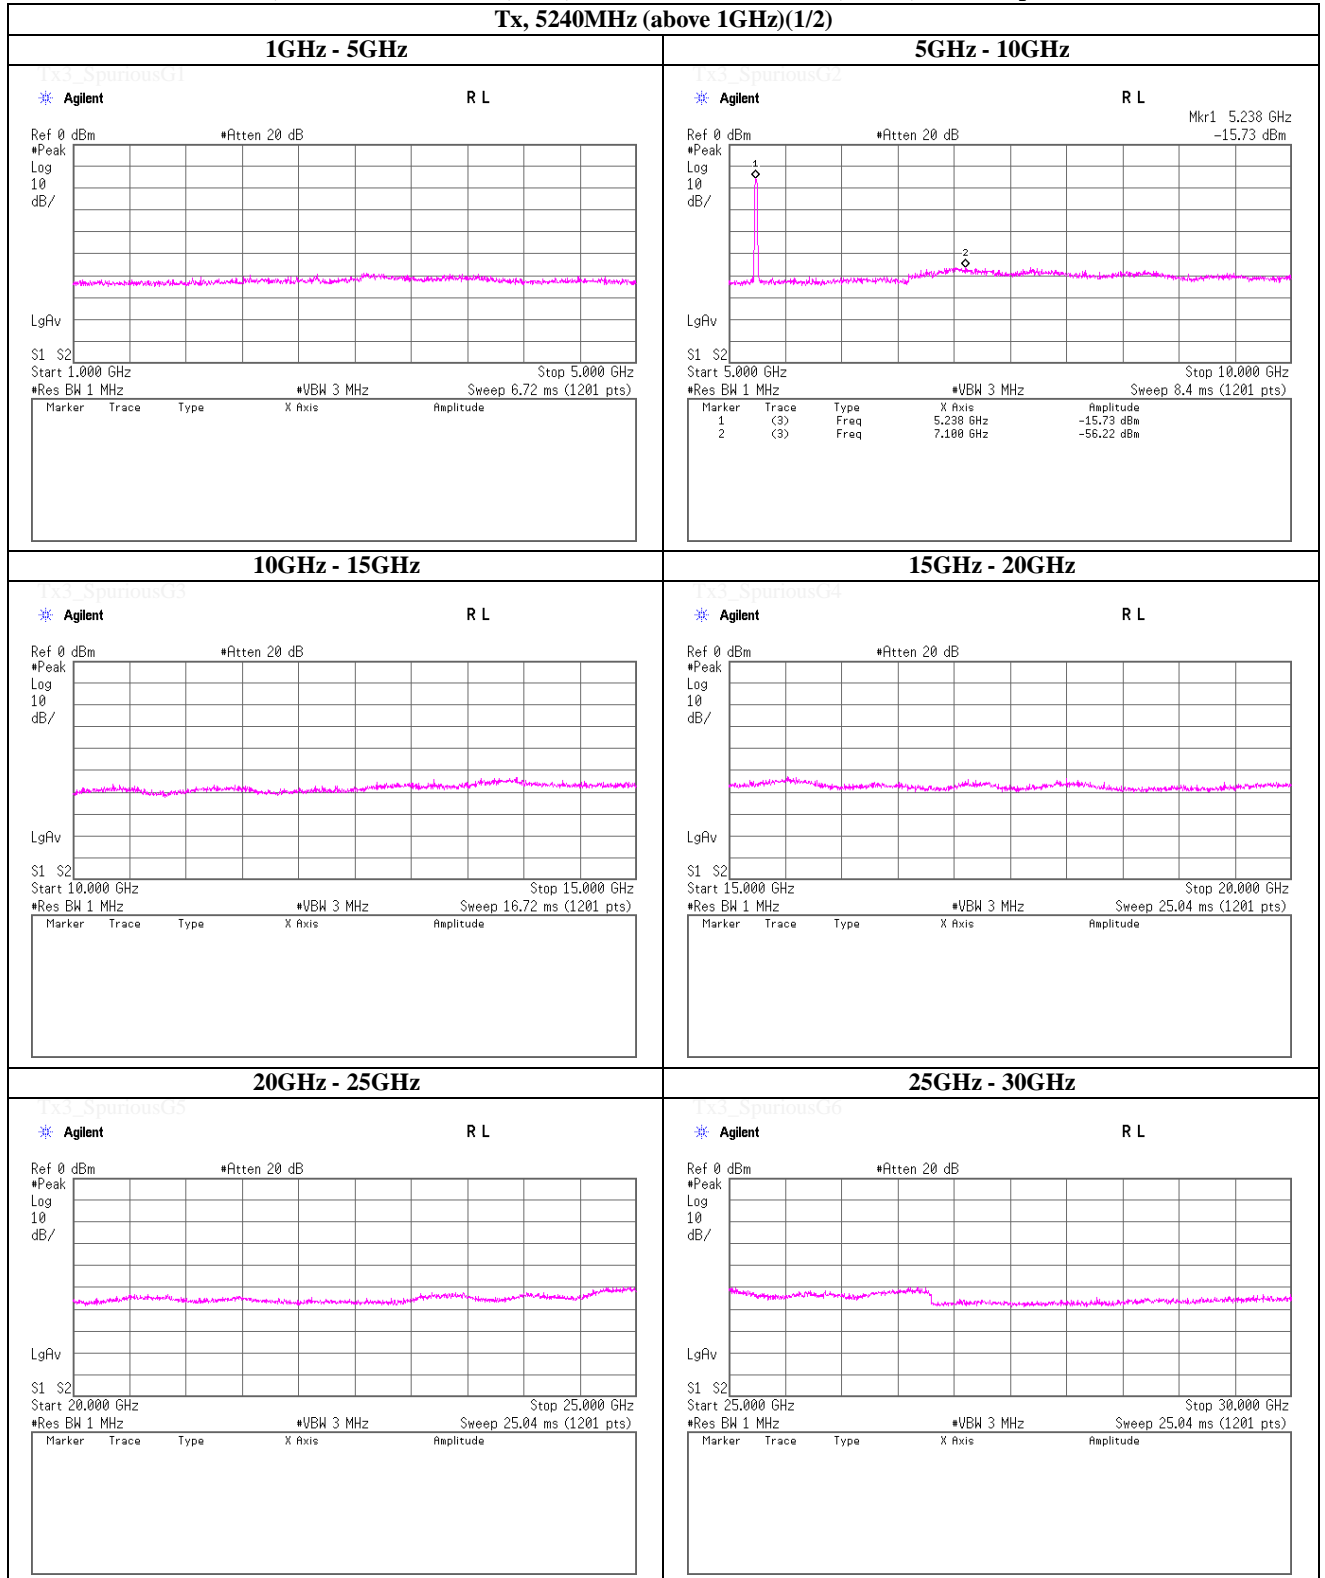 Tx, 5240MHz (above 1GHz)(1/2)
1GHz - 5GHz
Tx3_SpuriousG1
Agilent R L
Ref 0 dBm #Atten 20 dB
#Peak
Log
10
dB/
LgAv
S1 S2
Start 1.000 GHz Stop 5.000 GHz
#Res BW 1 MHz #VBW 3 MHz Sweep 6.72 ms (1201 pts)
Marker Trace Type X Axis Amplitude
5GHz - 10GHz
Tx3_SpuriousG2
Agilent R L
Mkr1 5.238 GHz
Ref 0 dBm #Atten 20 dB -15.73 dBm
#Peak
Log
10
dB/
1
2
LgAv
S1 S2
Start 5.000 GHz Stop 10.000 GHz
#Res BW 1 MHz #VBW 3 MHz Sweep 8.4 ms (1201 pts)
Marker Trace Type X Axis Amplitude
1 (3) Freq 5.238 GHz -15.73 dBm
2 (3) Freq 7.100 GHz -56.22 dBm
10GHz - 15GHz
Tx3_SpuriousG3
Agilent R L
Ref 0 dBm #Atten 20 dB
#Peak
Log
10
dB/
LgAv
S1 S2
Start 10.000 GHz Stop 15.000 GHz
#Res BW 1 MHz #VBW 3 MHz Sweep 16.72 ms (1201 pts)
Marker Trace Type X Axis Amplitude
15GHz - 20GHz
Tx3_SpuriousG4
Agilent R L
Ref 0 dBm #Atten 20 dB
#Peak
Log
10
dB/
LgAv
S1 S2
Start 15.000 GHz Stop 20.000 GHz
#Res BW 1 MHz #VBW 3 MHz Sweep 25.04 ms (1201 pts)
Marker Trace Type X Axis Amplitude
20GHz - 25GHz
Tx3_SpuriousG5
Agilent R L
Ref 0 dBm #Atten 20 dB
#Peak
Log
10
dB/
LgAv
S1 S2
Start 20.000 GHz Stop 25.000 GHz
#Res BW 1 MHz #VBW 3 MHz Sweep 25.04 ms (1201 pts)
Marker Trace Type X Axis Amplitude
25GHz - 30GHz
Tx3_SpuriousG6
Agilent R L
Ref 0 dBm #Atten 20 dB
#Peak
Log
10
dB/
LgAv
S1 S2
Start 25.000 GHz Stop 30.000 GHz
#Res BW 1 MHz #VBW 3 MHz Sweep 25.04 ms (1201 pts)
Marker Trace Type X Axis Amplitude